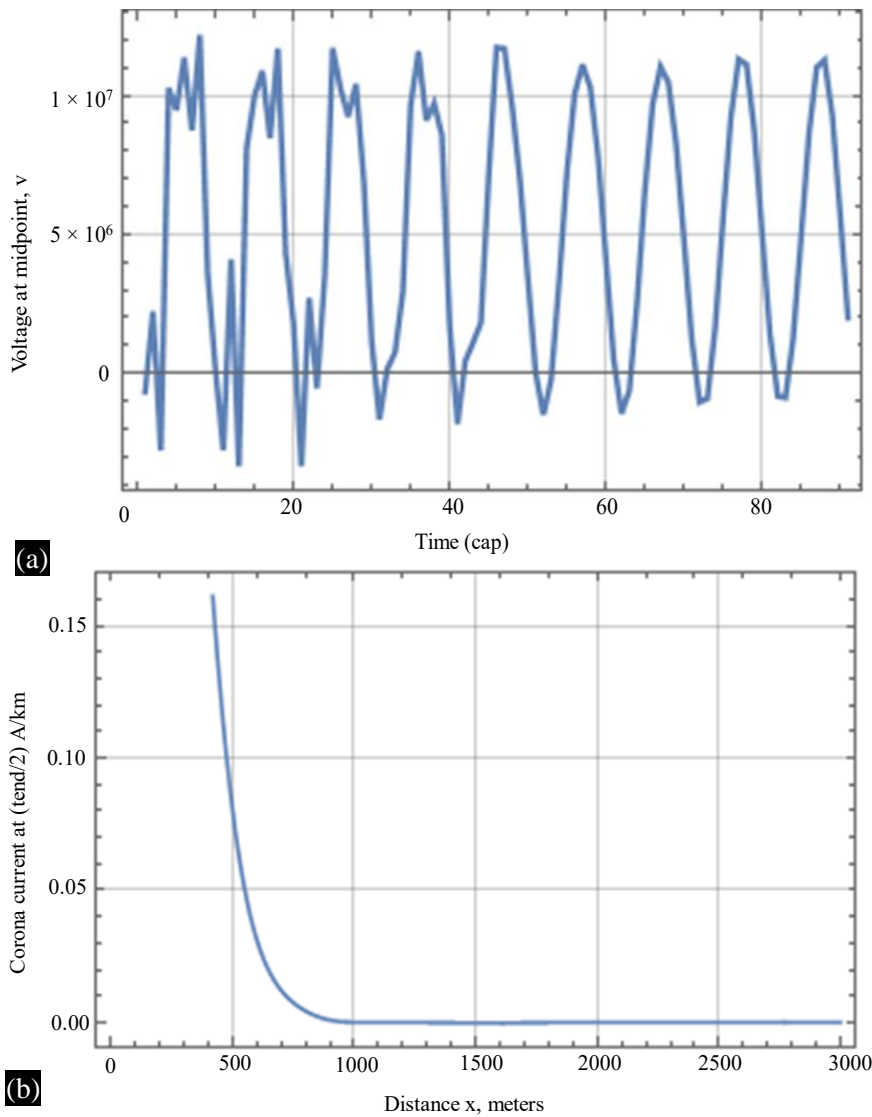 Voltage at midpoint, v
1 × 10⁷
5 × 10⁶
0
0 20 40 60 80
Time (cap)
(a)
Corona current at (tend/2) A/km
0.15
0.10
0.05
0.00
0 500 1000 1500 2000 2500 3000
Distance x, meters
(b)